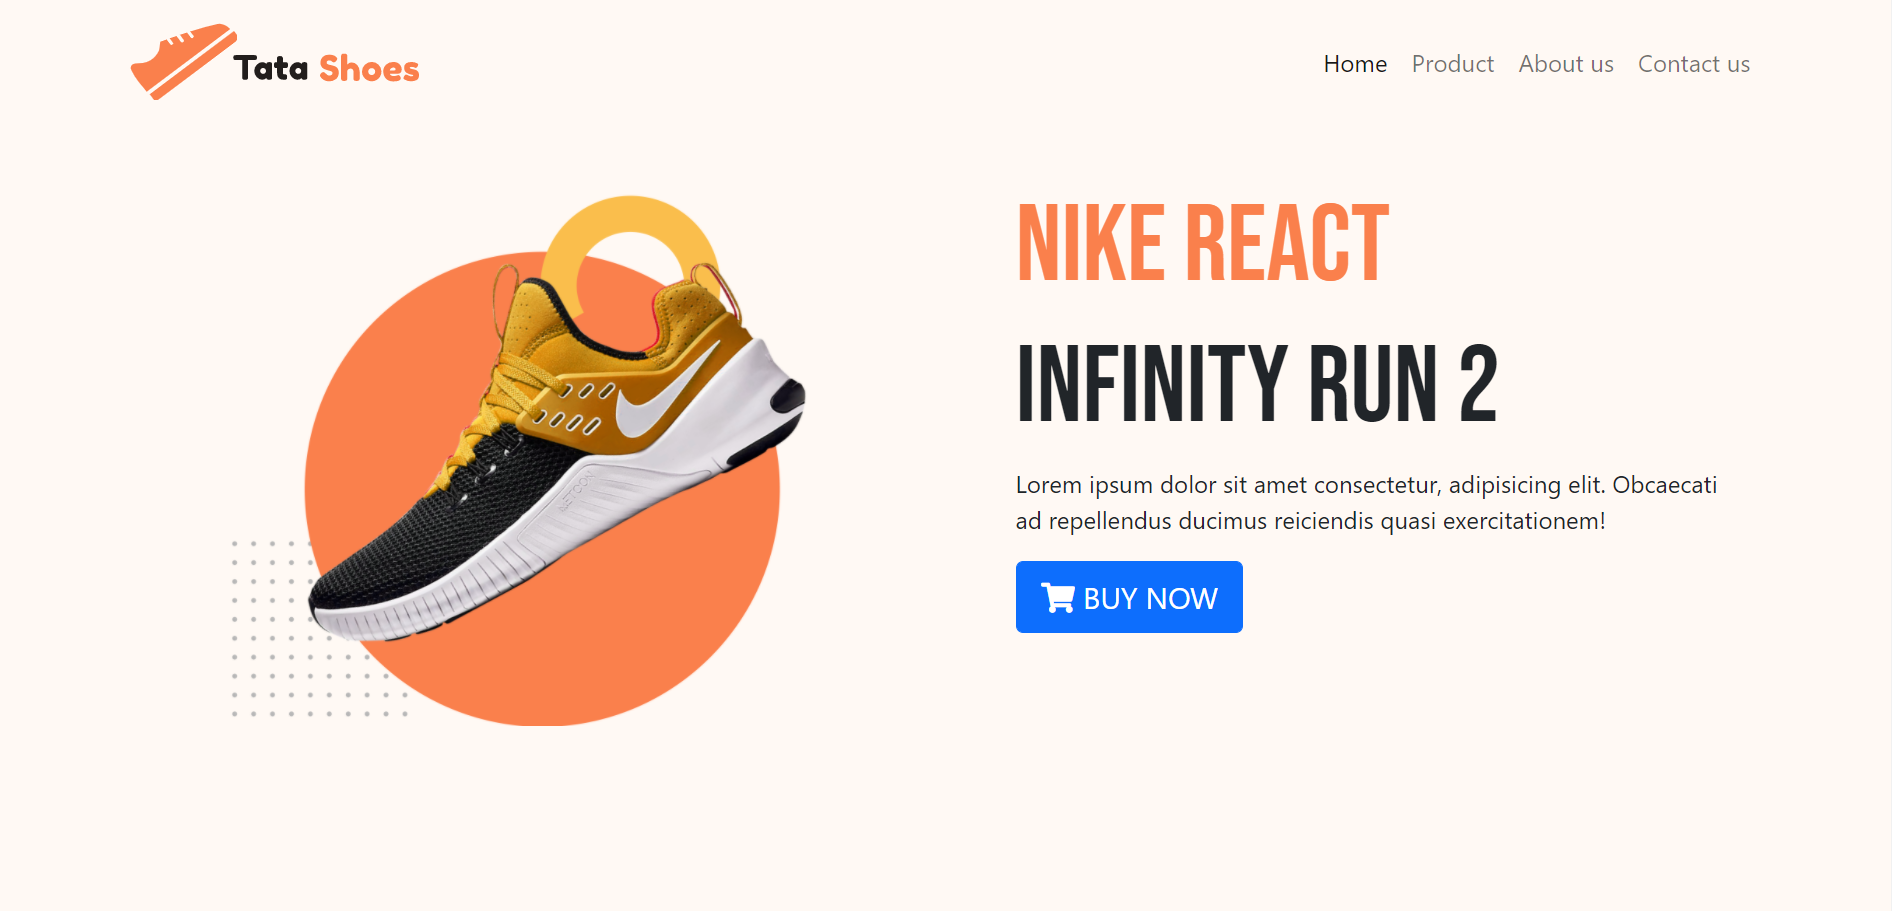 Tata Shoes
Home Product About us Contact us
NIKE REACT
INFINITY RUN 2
Lorem ipsum dolor sit amet consectetur, adipisicing elit. Obcaecati
ad repellendus ducimus reiciendis quasi exercitationem!
BUY NOW